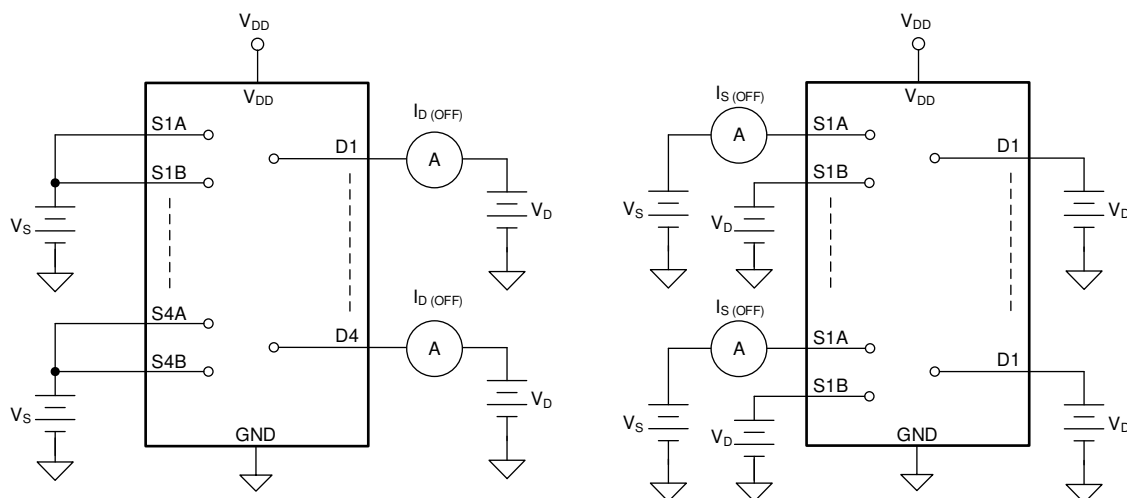 V_DD
V_DD
S1A
S1B
V_S
D1
I_D (OFF)
A
V_D
S4A
S4B
V_S
D4
I_D (OFF)
A
V_D
GND
V_DD
V_DD
I_S (OFF)
A
S1A
S1B
V_S
V_D
D1
V_D
I_S (OFF)
A
S1A
S1B
V_S
V_D
D1
V_D
GND